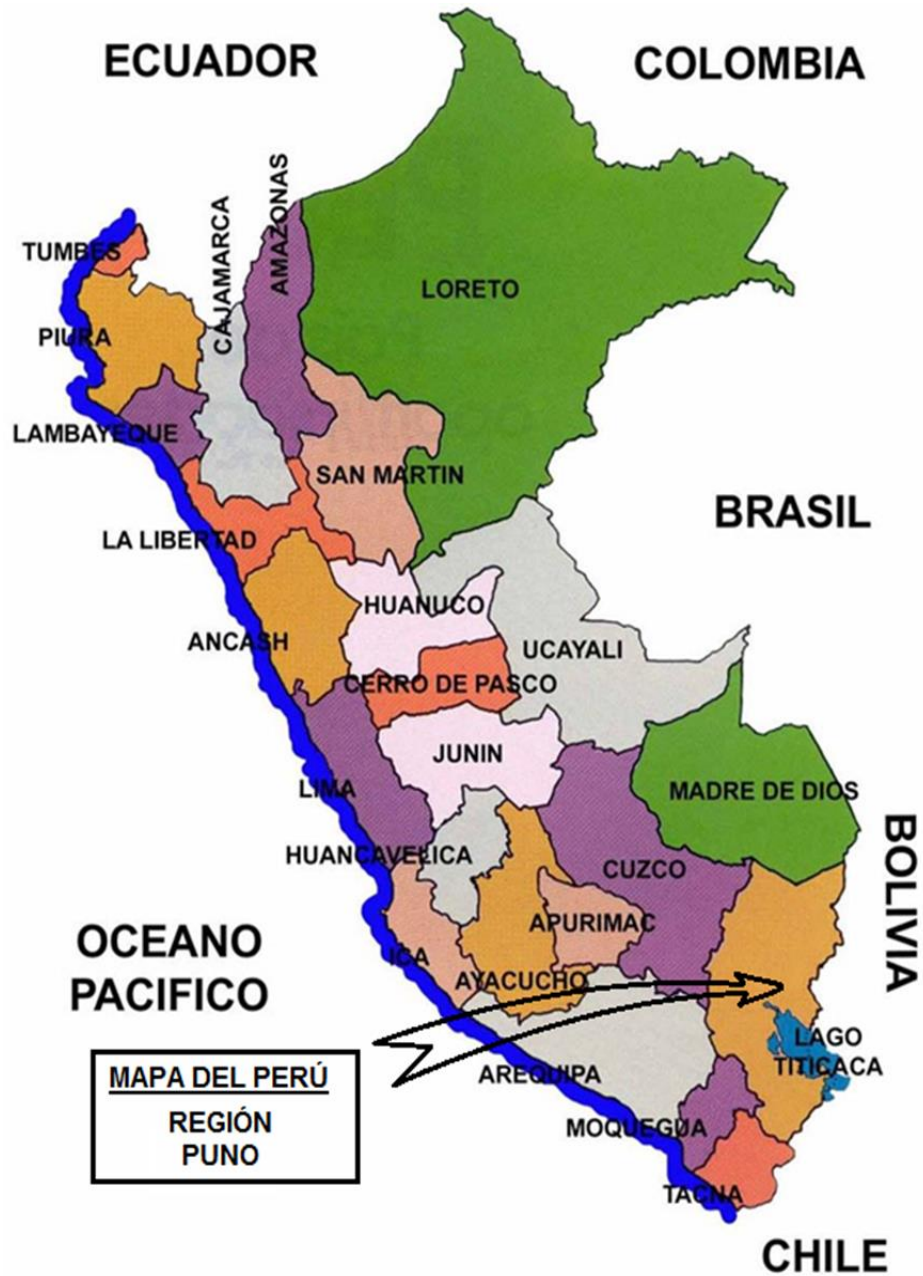 ECUADOR
COLOMBIA
AMAZONAS
CAJAMARCA
TUMBES
LORETO
PIURA
LAMBAYEQUE
SAN MARTIN
BRASIL
LA LIBERTAD
HUANUCO
ANCASH
UCAYALI
CERRO DE PASCO
JUNIN
LIMA
MADRE DE DIOS
HUANCAVELICA
CUZCO
BOLIVIA
APURIMAC
OCEANO
PACIFICO
ICA
AYACUCHO
LAGO
TITICACA
AREQUIPA
MAPA DEL PERÚ
REGIÓN
PUNO
MOQUEGUA
TACNA
CHILE